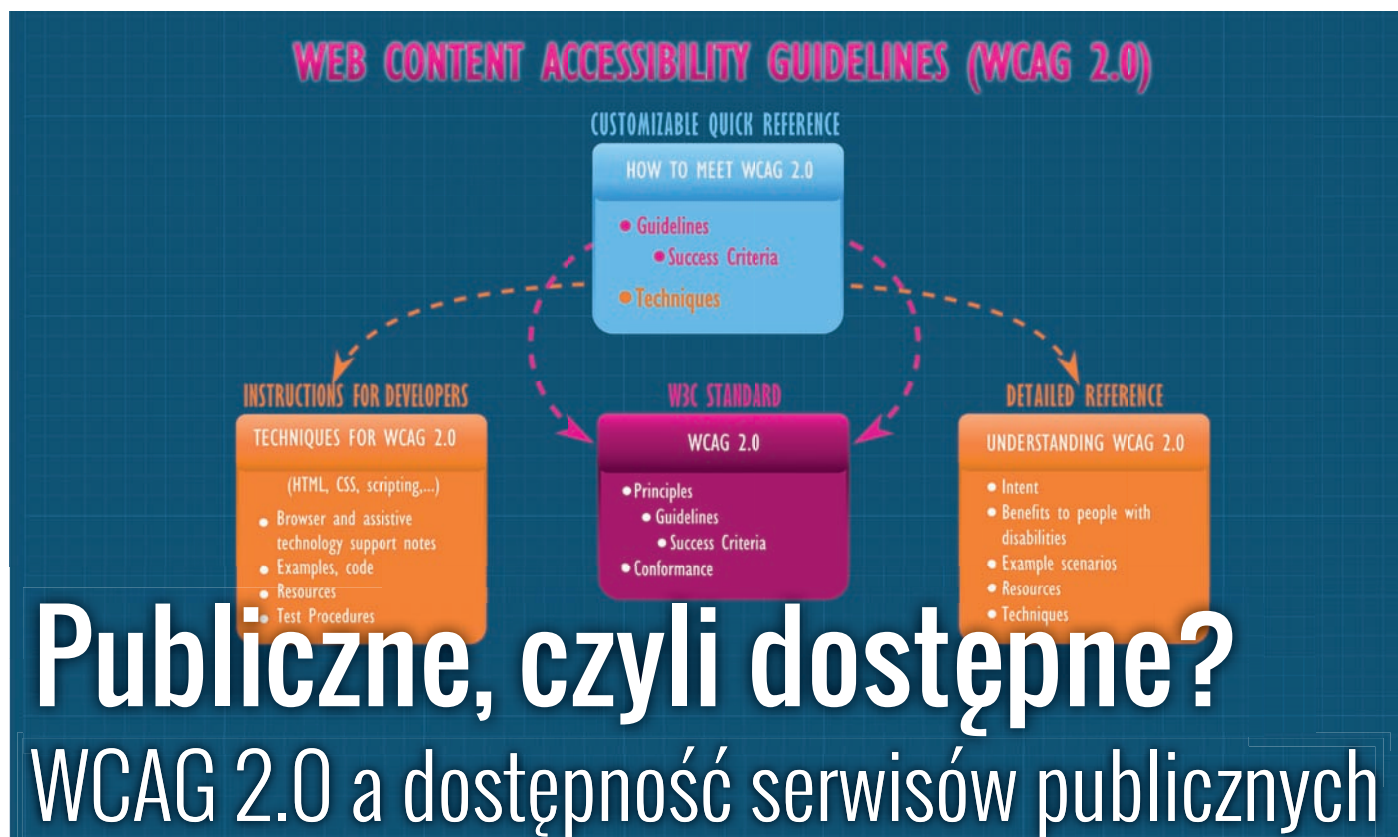 WEB CONTENT ACCESSIBILITY GUIDELINES (WCAG 2.0)
CUSTOMIZABLE QUICK REFERENCE
HOW TO MEET WCAG 2.0
• Guidelines
• Success Criteria
• Techniques
INSTRUCTIONS FOR DEVELOPERS
TECHNIQUES FOR WCAG 2.0
(HTML, CSS, scripting,...)
• Browser and assistive
technology support notes
• Examples, code
• Resources
• Test Procedures
W3C STANDARD
WCAG 2.0
• Principles
• Guidelines
• Success Criteria
• Conformance
DETAILED REFERENCE
UNDERSTANDING WCAG 2.0
• Intent
• Benefits to people with
disabilities
• Example scenarios
• Resources
• Techniques
Publiczne, czyli dostępne?
WCAG 2.0 a dostępność serwisów publicznych